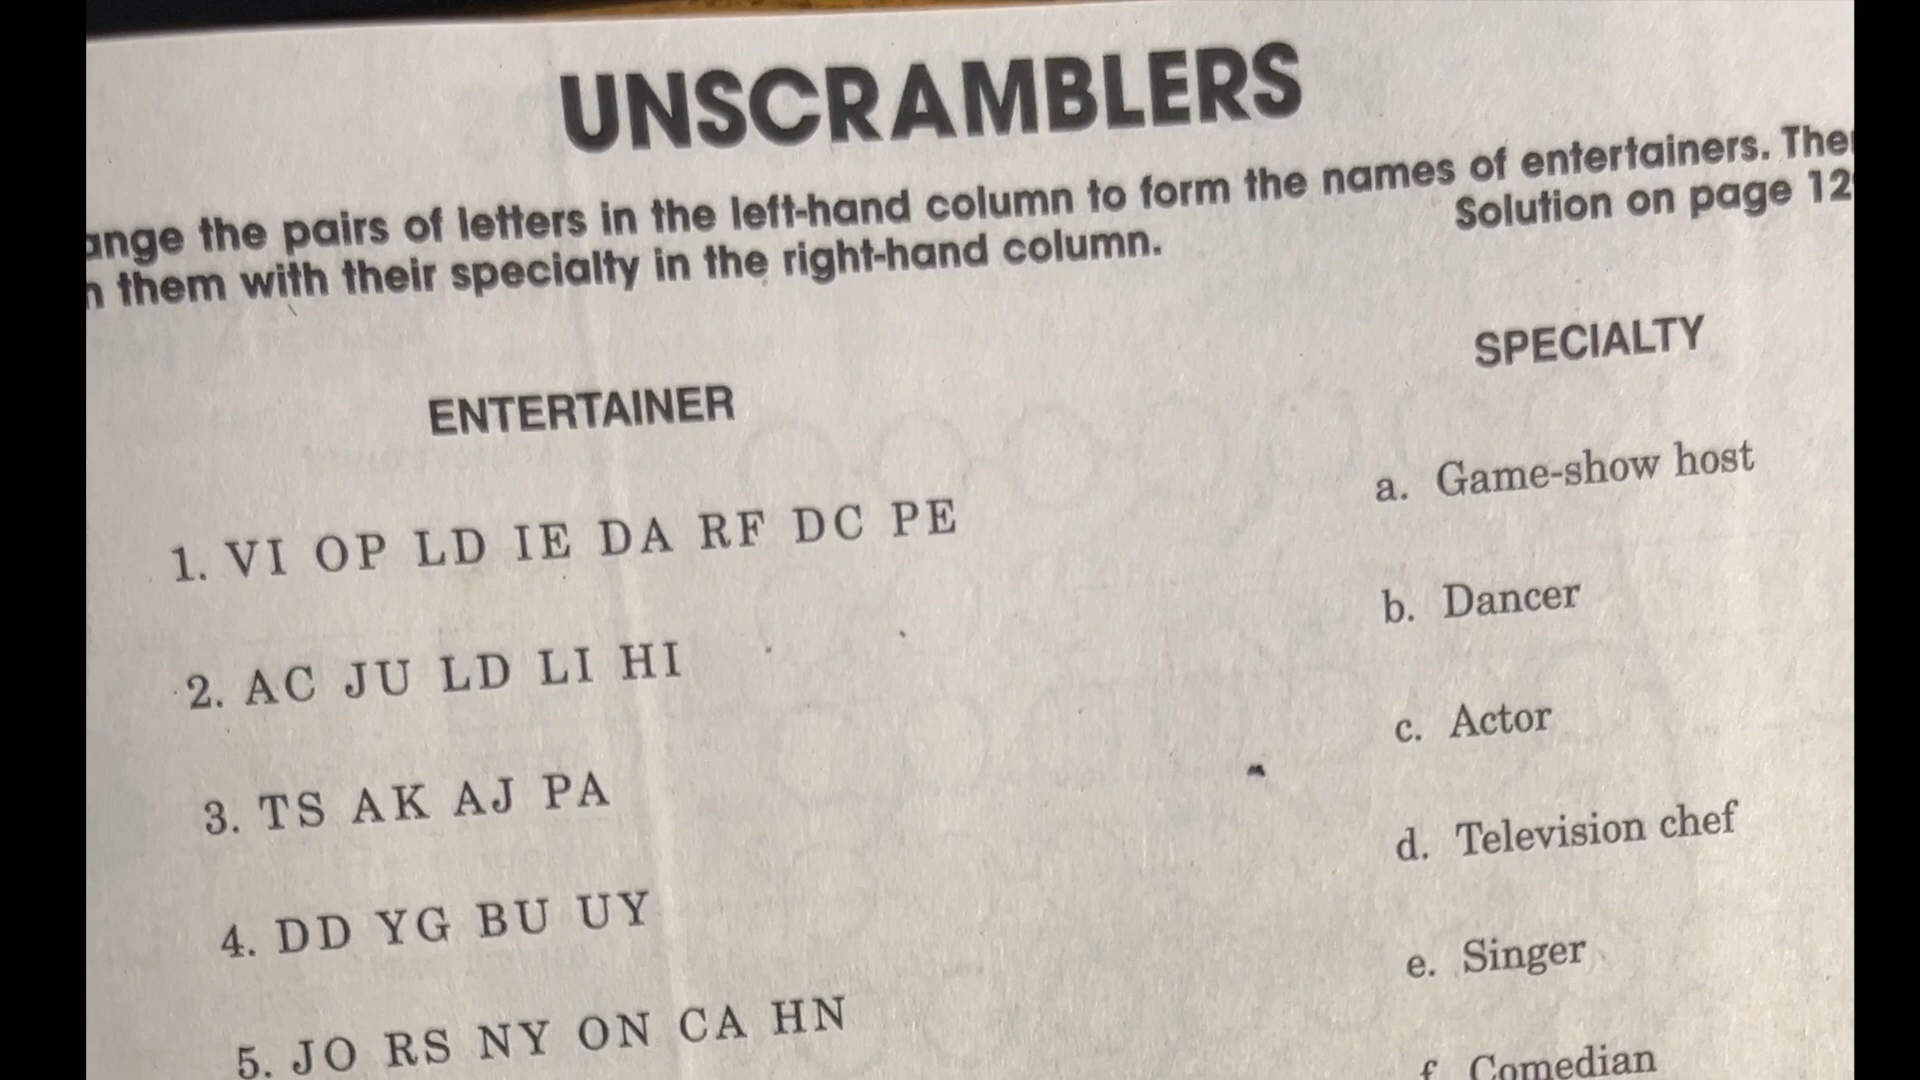 UNSCRAMBLERS
ange the pairs of letters in the left-hand column to form the names of entertainers. The
them with their specialty in the right-hand column.
Solution on page 12
ENTERTAINER
1. VI OP LD IE DA RF DC PE
2. AC JU LD LI HI
3. TS AK AJ PA
4. DD YG BU UY
5. JO RS NY ON CA HN
SPECIALTY
a. Game-show host
b. Dancer
c. Actor
d. Television chef
e. Singer
f Comedian